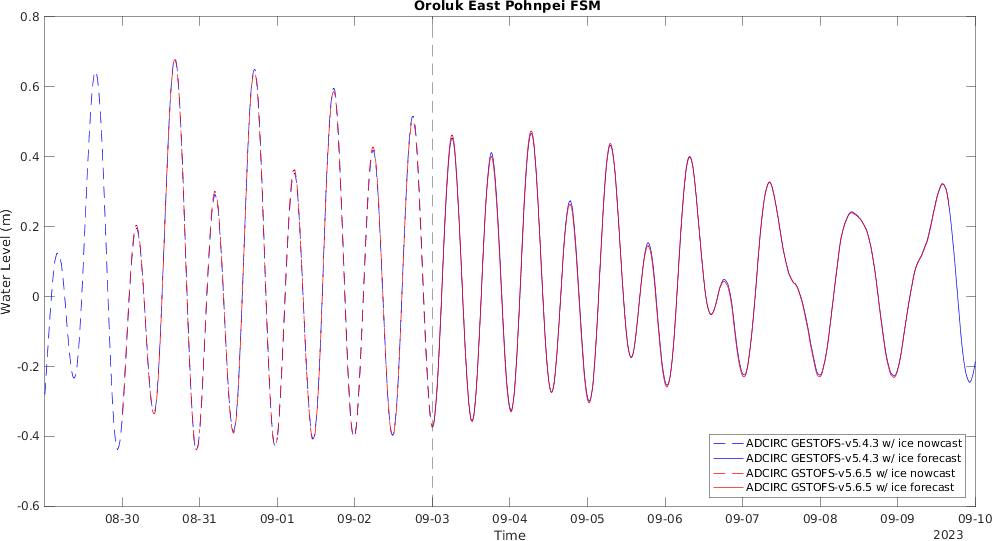 Oroluk East Pohnpei FSM
0.8
0.6
0.4
0.2
0
-0.2
-0.4
-0.6
Water Level (m)
ADCIRC GESTOFS-v5.4.3 w/ ice nowcast
ADCIRC GESTOFS-v5.4.3 w/ ice forecast
ADCIRC GSTOFS-v5.6.5 w/ ice nowcast
ADCIRC GSTOFS-v5.6.5 w/ ice forecast
08-30 08-31 09-01 09-02 09-03 09-04 09-05 09-06 09-07 09-08 09-09 09-10
Time
2023